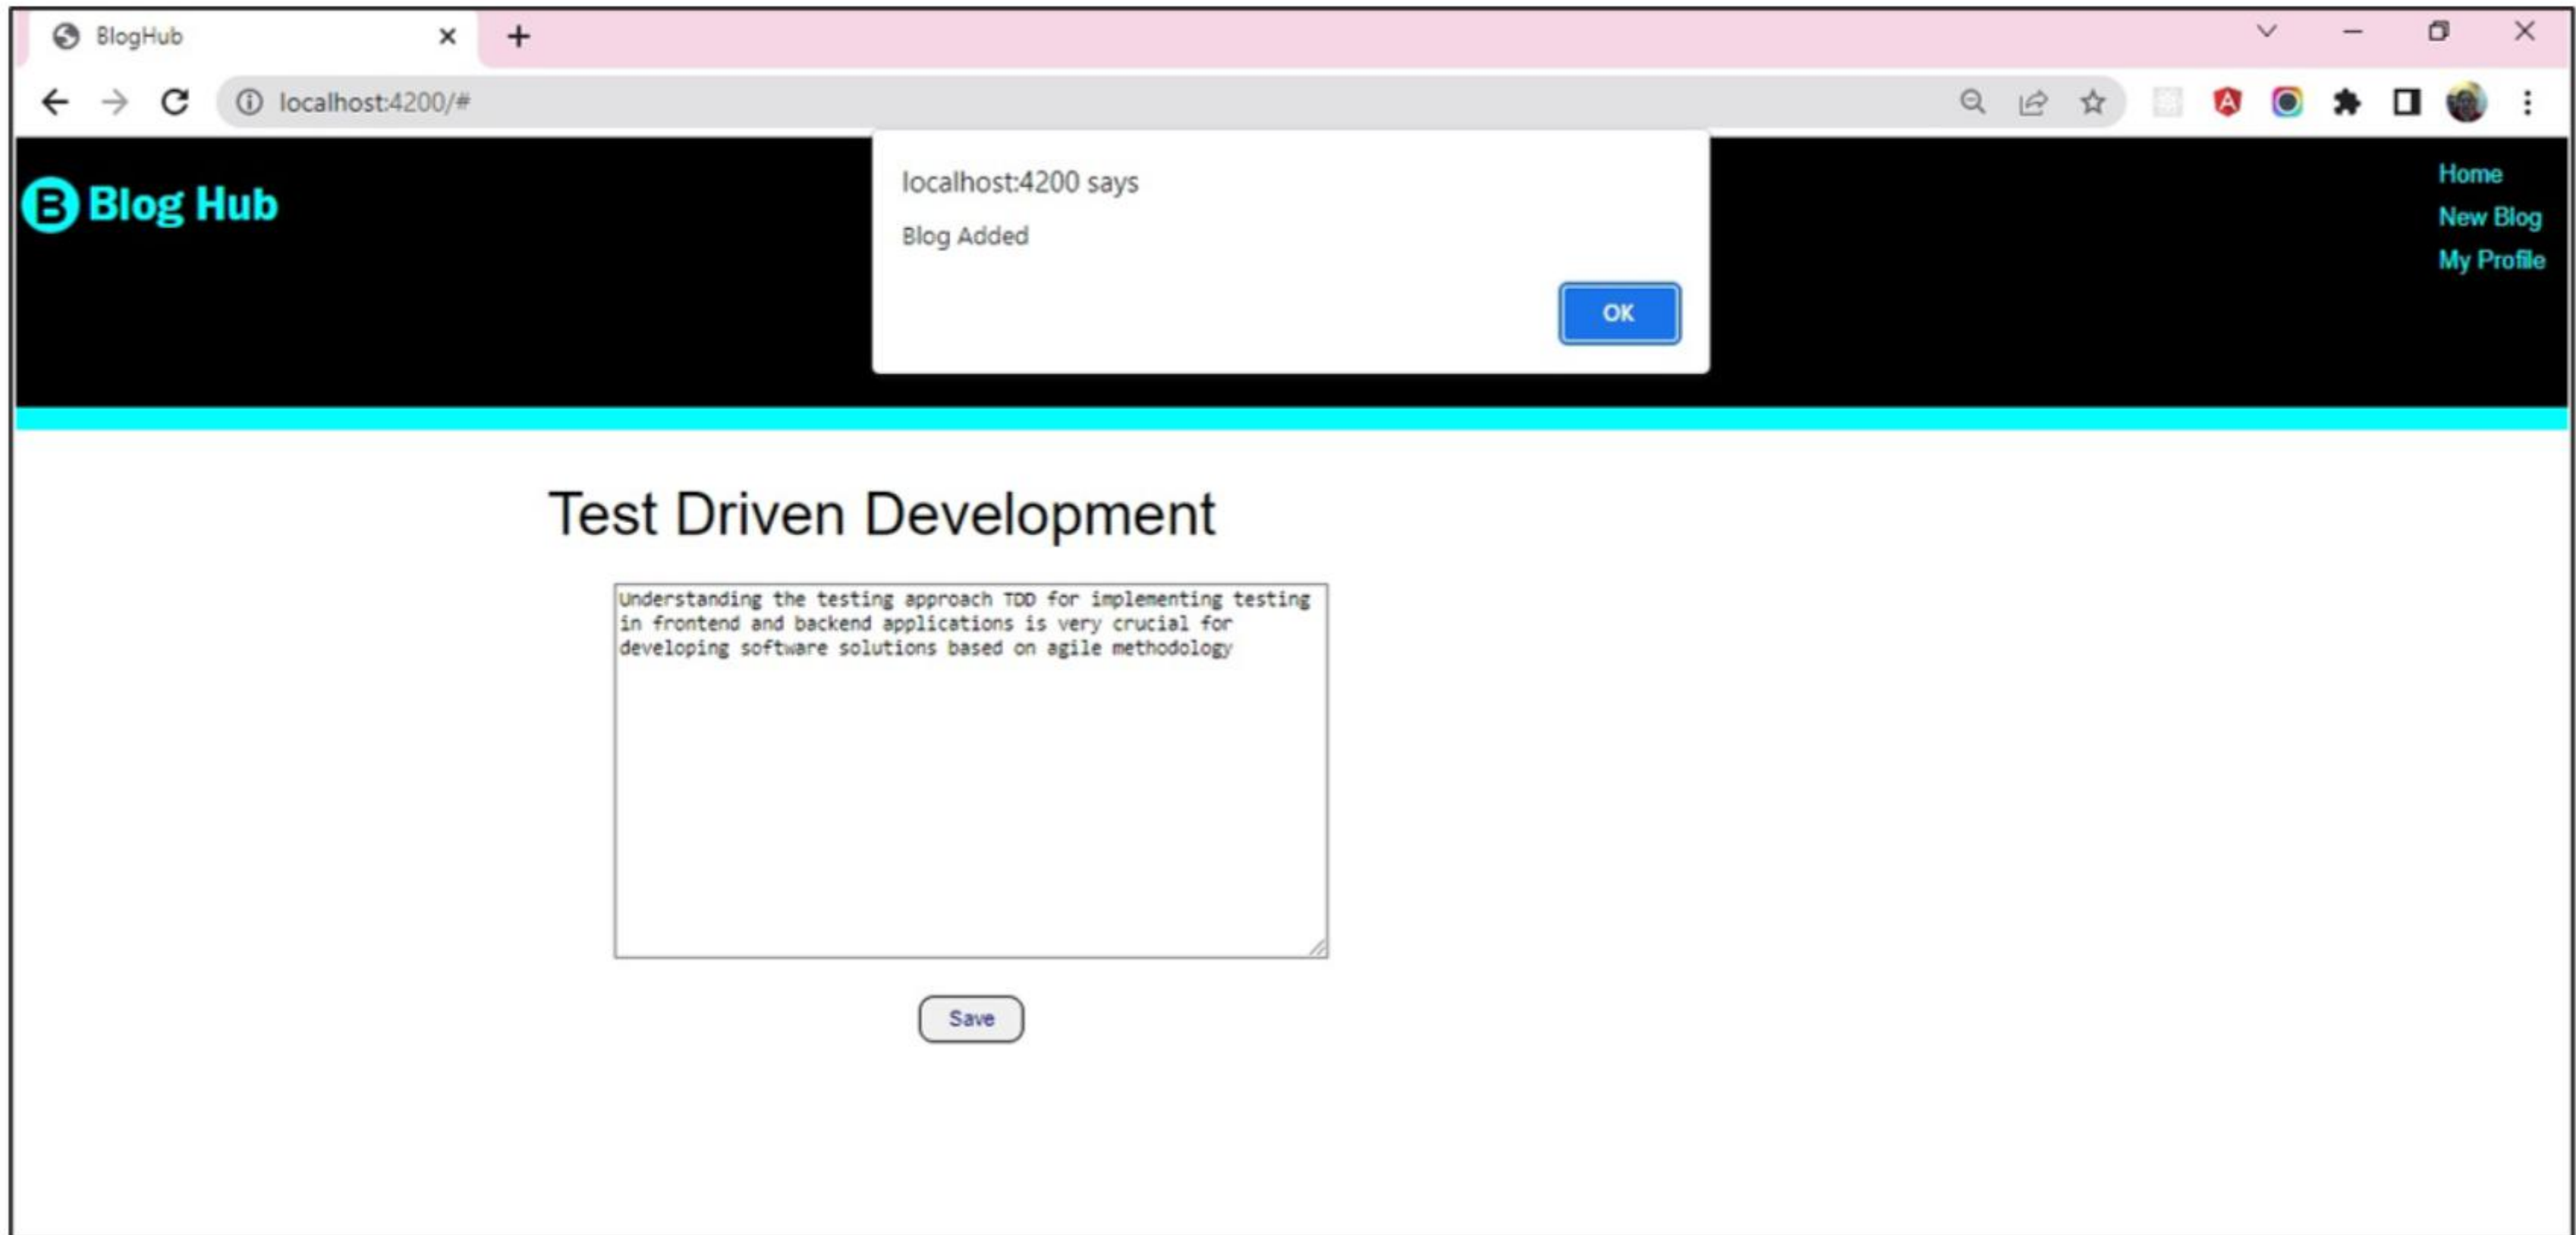 BlogHub
localhost:4200/#
Blog Hub
localhost:4200 says
Blog Added
OK
Home
New Blog
My Profile
Test Driven Development
Understanding the testing approach TDD for implementing testing
in frontend and backend applications is very crucial for
developing software solutions based on agile methodology
Save